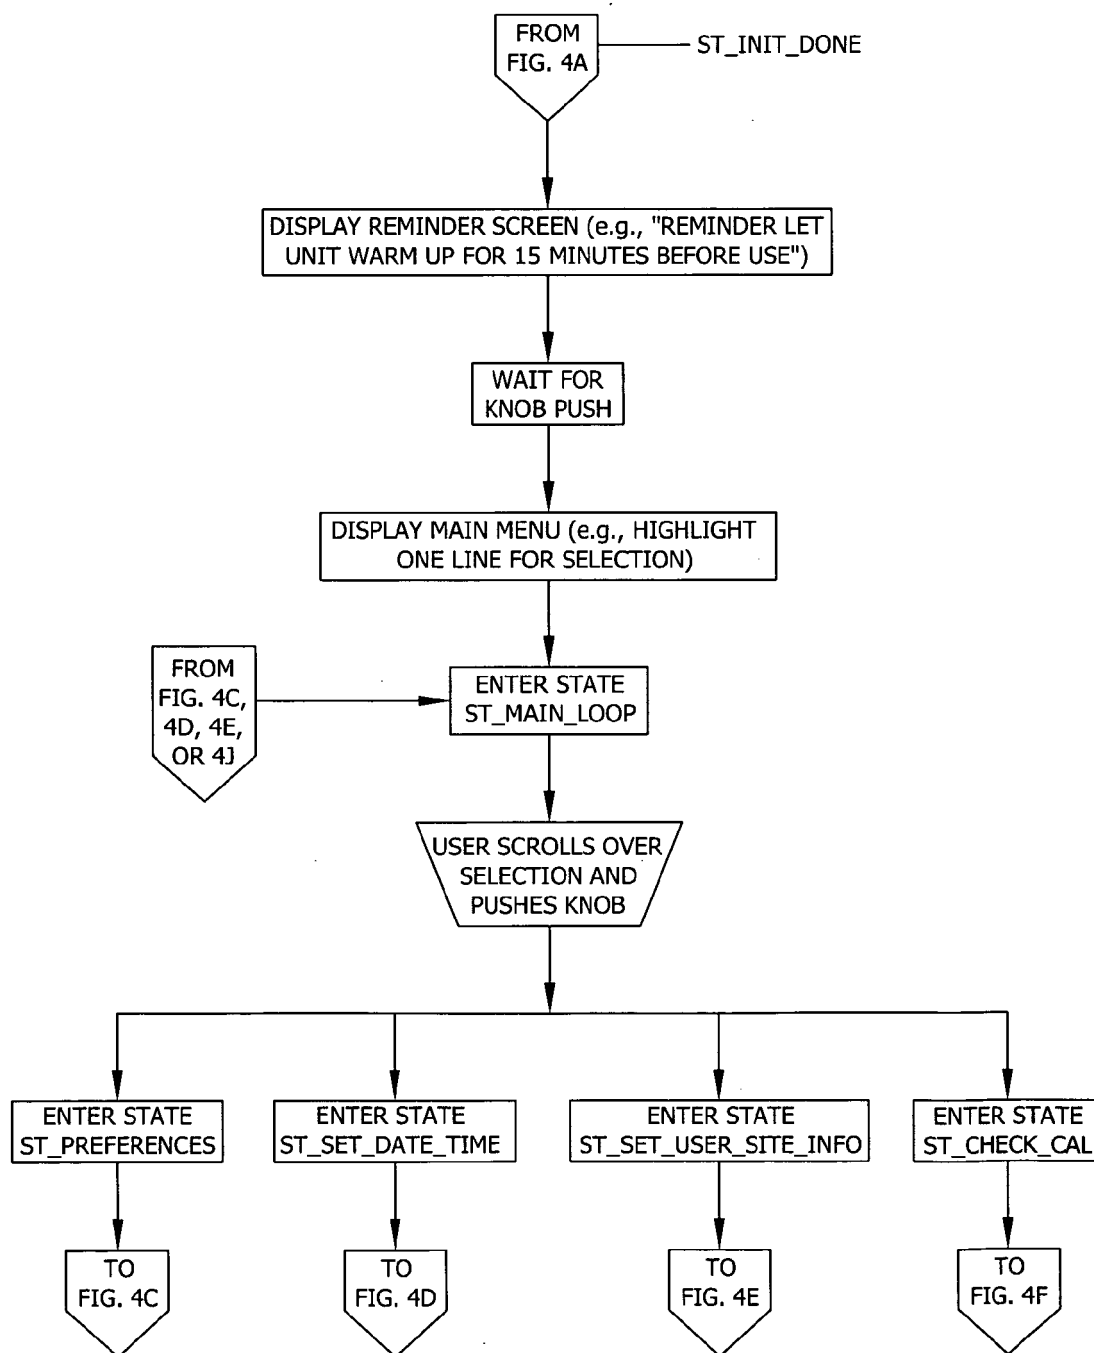 FROM
FIG. 4A
ST_INIT_DONE
DISPLAY REMINDER SCREEN (e.g., "REMINDER LET
UNIT WARM UP FOR 15 MINUTES BEFORE USE")
WAIT FOR
KNOB PUSH
DISPLAY MAIN MENU (e.g., HIGHLIGHT
ONE LINE FOR SELECTION)
FROM
FIG. 4C,
4D, 4E,
OR 4J
ENTER STATE
ST_MAIN_LOOP
USER SCROLLS OVER
SELECTION AND
PUSHES KNOB
ENTER STATE
ST_PREFERENCES
ENTER STATE
ST_SET_DATE_TIME
ENTER STATE
ST_SET_USER_SITE_INFO
ENTER STATE
ST_CHECK_CAL
TO
FIG. 4C
TO
FIG. 4D
TO
FIG. 4E
TO
FIG. 4F